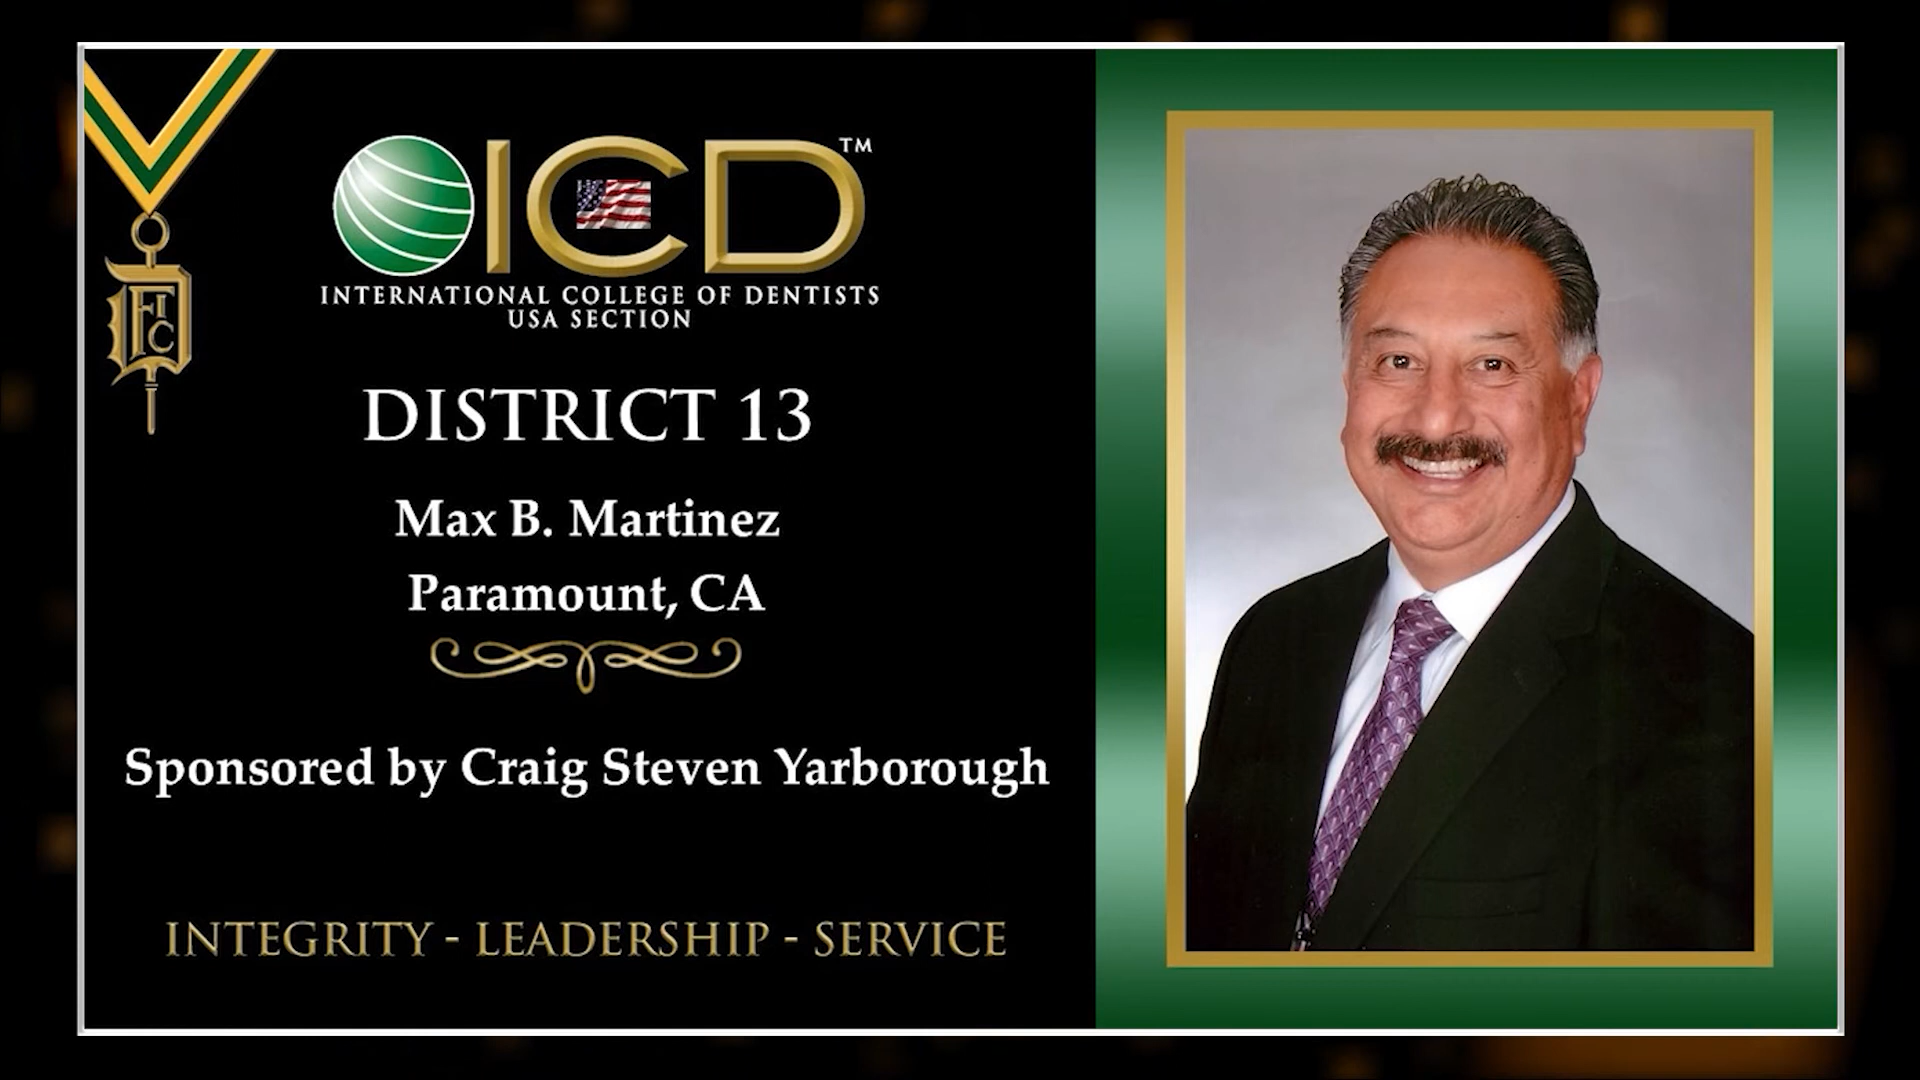 ICD™
INTERNATIONAL COLLEGE OF DENTISTS
USA SECTION
DISTRICT 13
Max B. Martinez
Paramount, CA
Sponsored by Craig Steven Yarborough
INTEGRITY - LEADERSHIP - SERVICE
DFIC